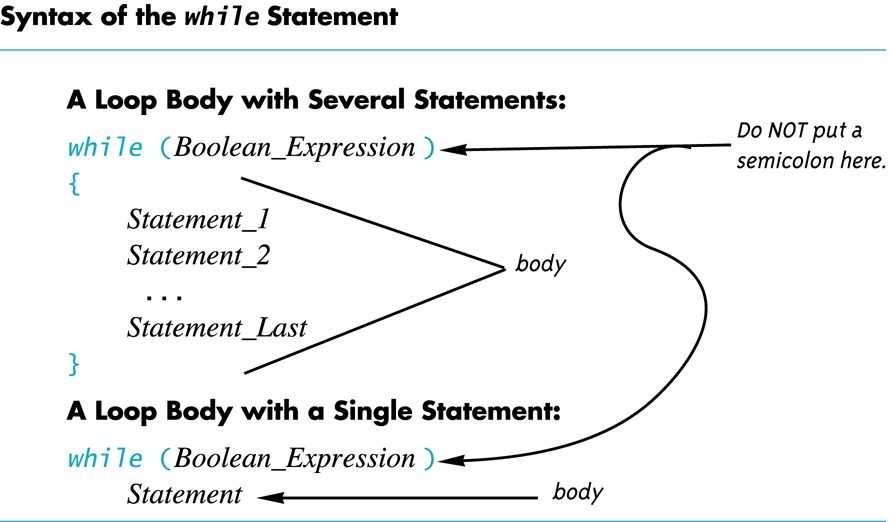 Syntax of the while Statement
A Loop Body with Several Statements:
while (Boolean_Expression)
Do NOT put a
semicolon here.
{
Statement_1
Statement_2
body
...
Statement_Last
}
A Loop Body with a Single Statement:
while (Boolean_Expression)
Statement
body